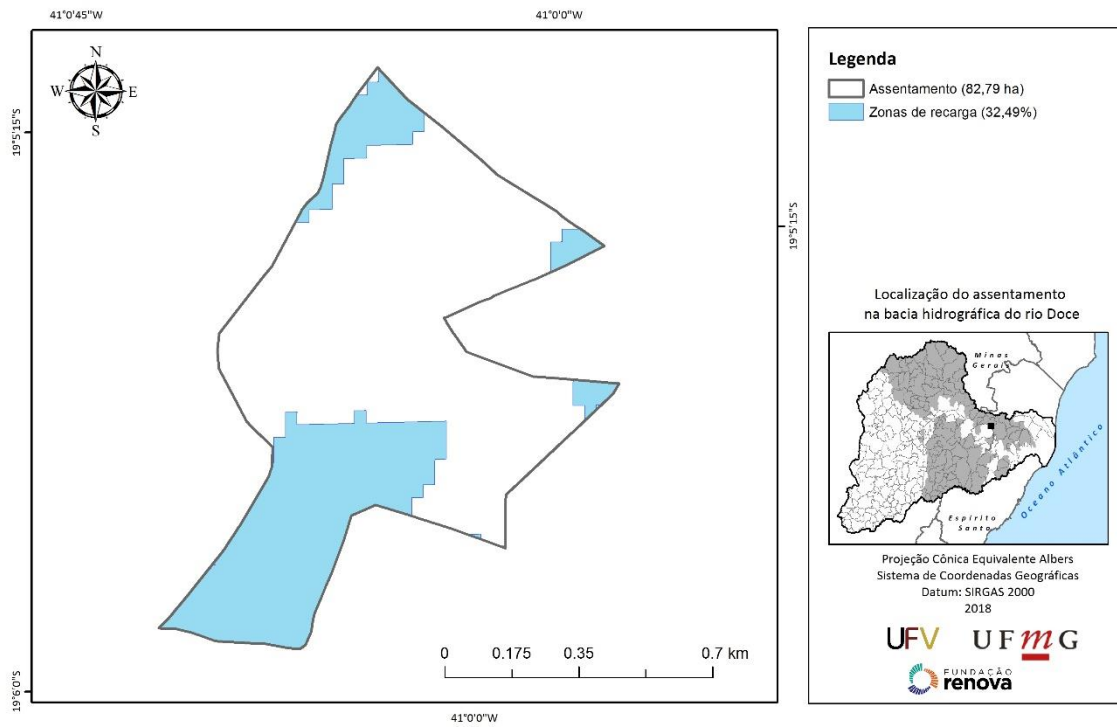 41°0'45"W
41°0'0"W
N
W E
S
19°5'15"S
19°5'15"S
19°6'0"S
0 0.175 0.35 0.7 km
41°0'0"W
Legenda
Assentamento (82,79 ha)
Zonas de recarga (32,49%)
Localização do assentamento
na bacia hidrográfica do rio Doce
Minas
Gerais
Oceano Atlântico
Espírito
Santo
Projeção Cônica Equivalente Albers
Sistema de Coordenadas Geográficas
Datum: SIRGAS 2000
2018
UFV UFmG
FUNDAÇÃO
renova